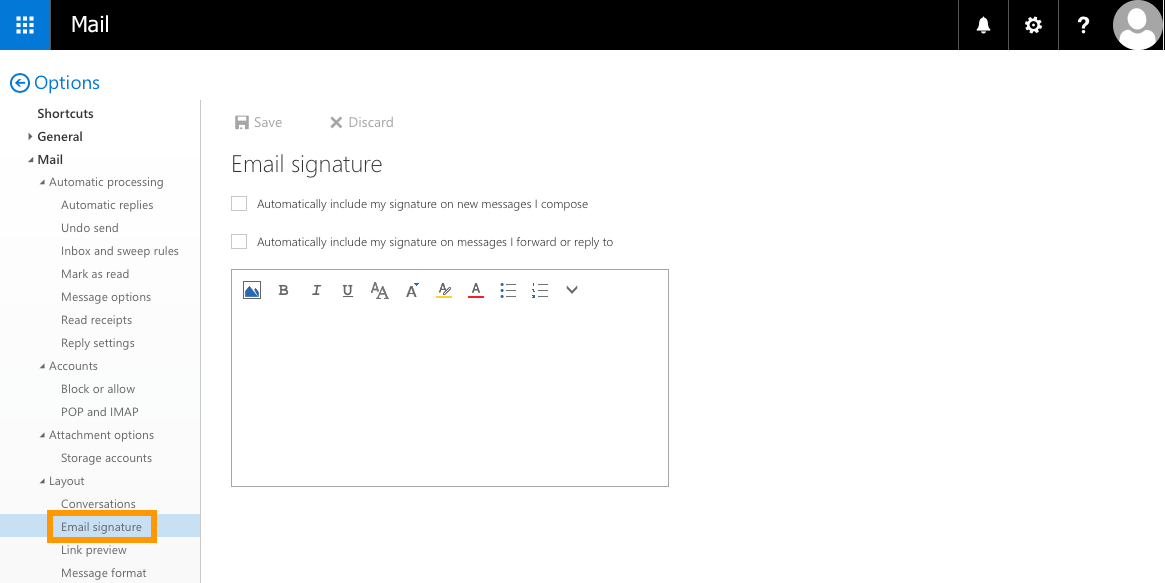 Mail
?
Options
Shortcuts
General
Mail
Automatic processing
Automatic replies
Undo send
Inbox and sweep rules
Mark as read
Message options
Read receipts
Reply settings
Accounts
Block or allow
POP and IMAP
Attachment options
Storage accounts
Layout
Conversations
Email signature
Link preview
Message format
Save Discard
Email signature
Automatically include my signature on new messages I compose
Automatically include my signature on messages I forward or reply to
B I U AA A A A